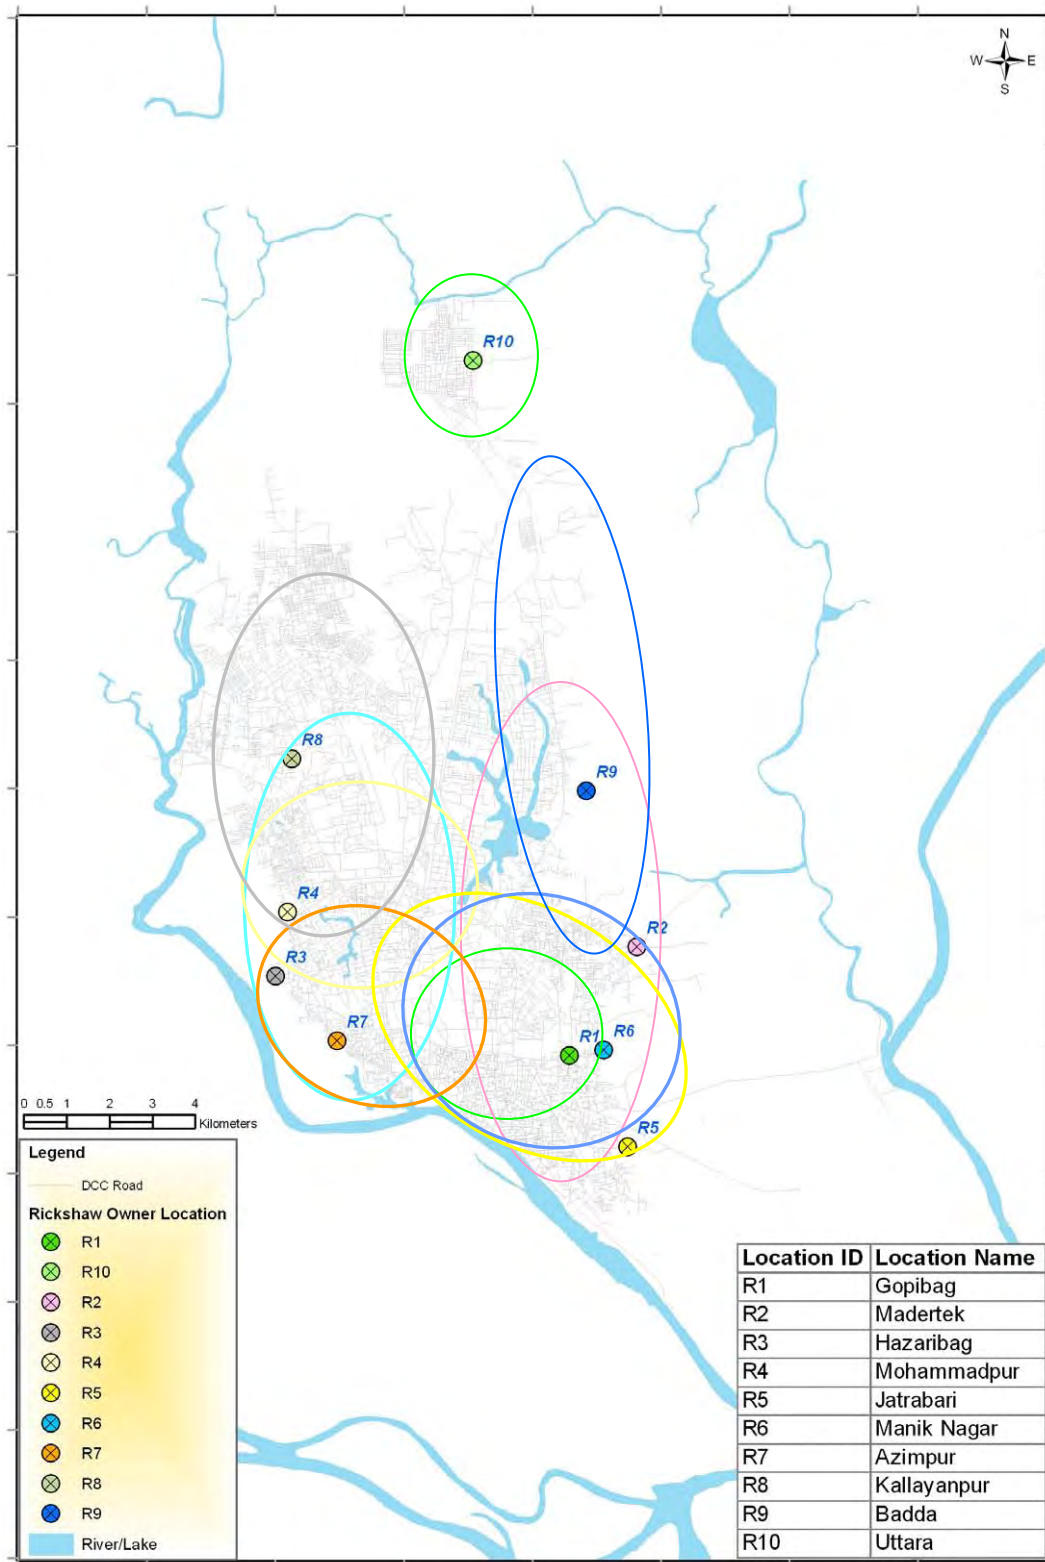 N
W E
S
R10
R8
R9
R4
R2
R3
R7
R1 R6
R5
0 0.5 1 2 3 4
Kilometers
Legend
DCC Road
Rickshaw Owner Location
R1
R10
R2
R3
R4
R5
R6
R7
R8
R9
River/Lake
Location ID Location Name
R1 Gopibag
R2 Madertek
R3 Hazaribag
R4 Mohammadpur
R5 Jatrabari
R6 Manik Nagar
R7 Azimpur
R8 Kallayanpur
R9 Badda
R10 Uttara